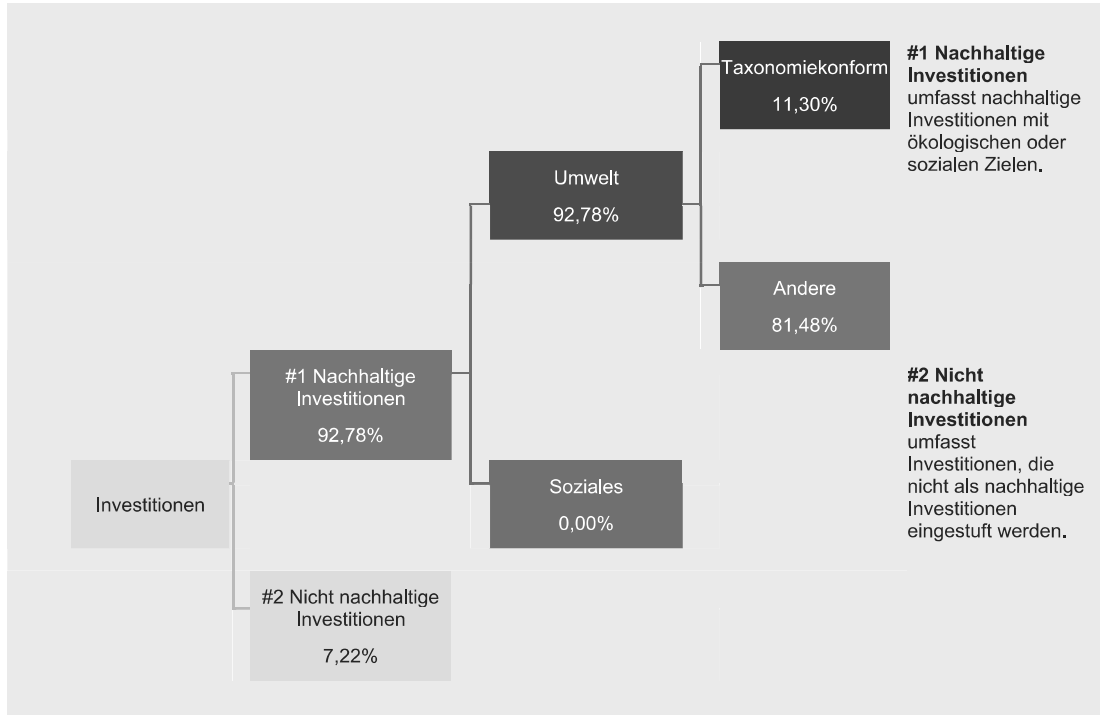 Investitionen
#1 Nachhaltige
Investitionen
92,78%
#2 Nicht nachhaltige
Investitionen
7,22%
Umwelt
92,78%
Soziales
0,00%
Taxonomiekonform
11,30%
Andere
81,48%
#1 Nachhaltige
Investitionen
umfasst nachhaltige
Investitionen mit
ökologischen oder
sozialen Zielen.
#2 Nicht
nachhaltige
Investitionen
umfasst
Investitionen, die
nicht als nachhaltige
Investitionen
eingestuft werden.